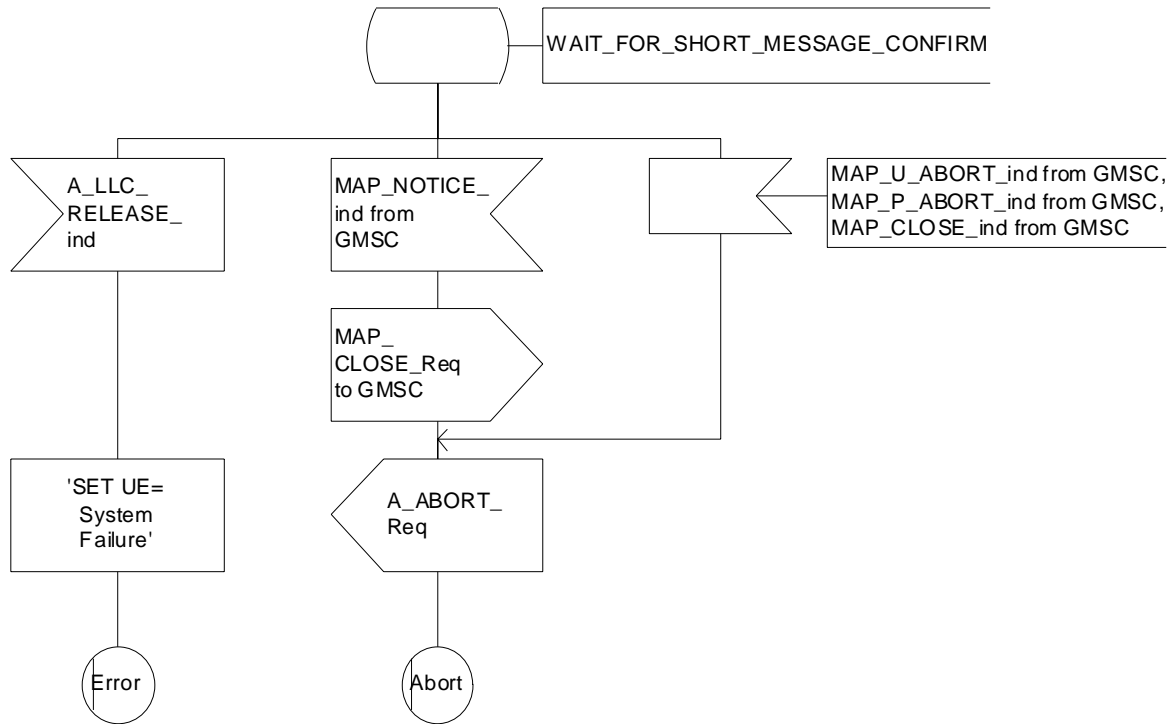 WAIT_FOR_SHORT_MESSAGE_CONFIRM
A_LLC_
RELEASE_
ind
MAP_NOTICE_
ind from
GMSC
MAP_U_ABORT_ind from GMSC,
MAP_P_ABORT_ind from GMSC,
MAP_CLOSE_ind from GMSC
MAP_
CLOSE_Req
to GMSC
'SET UE=
System
Failure'
A_ABORT_
Req
Error
Abort